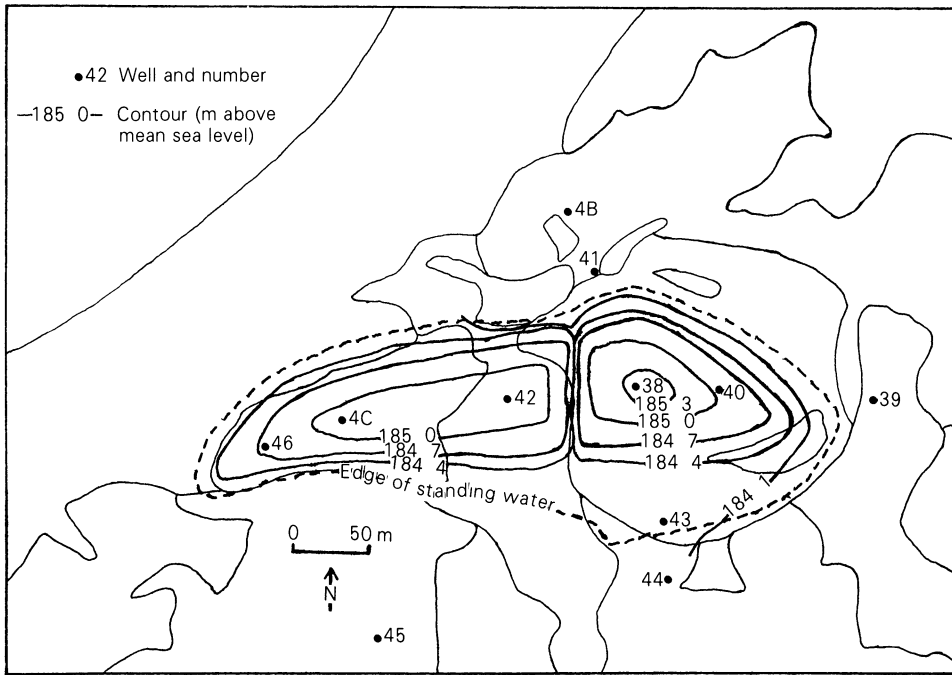 •42 Well and number
—185 0— Contour (m above
mean sea level)
4B
41
38
40
39
185 3
185 0
42
4C
185 0
184 7
184 7
46
184 4
184 4
Edge of standing water
184 1
43
0 50 m
44
N
45